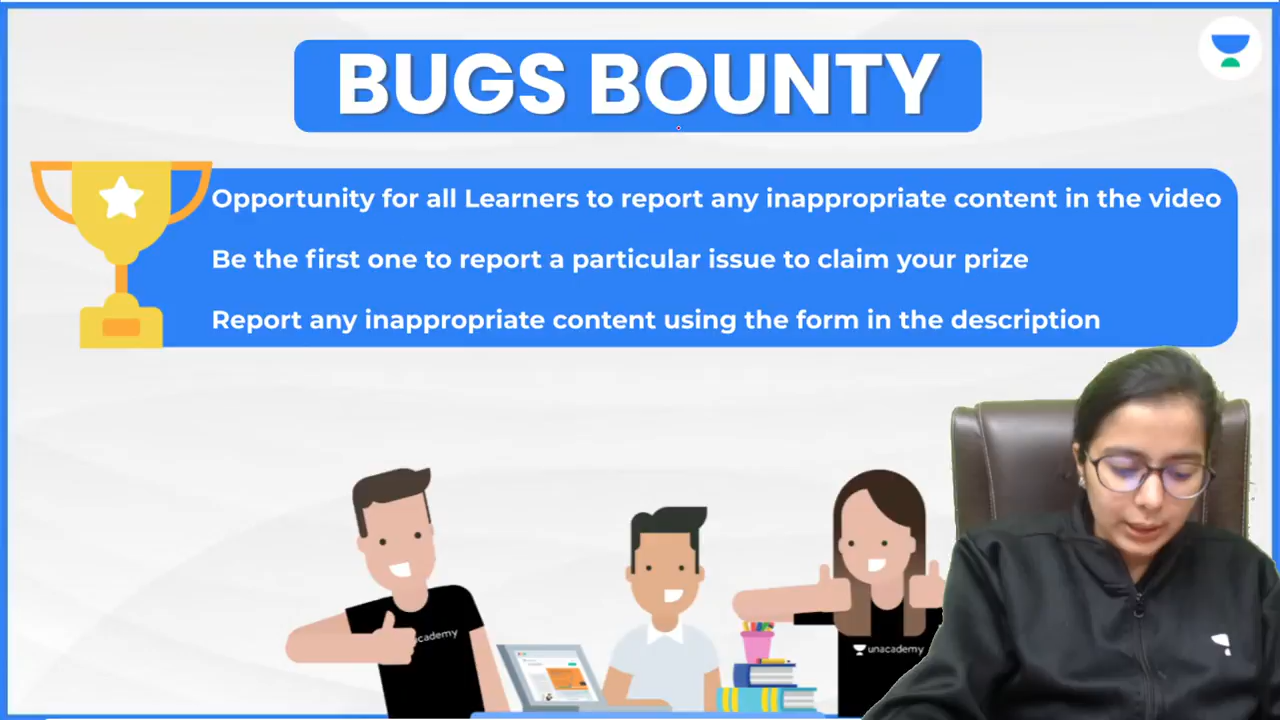 BUGS BOUNTY
Opportunity for all Learners to report any inappropriate content in the video
Be the first one to report a particular issue to claim your prize
Report any inappropriate content using the form in the description
academy
unacademy